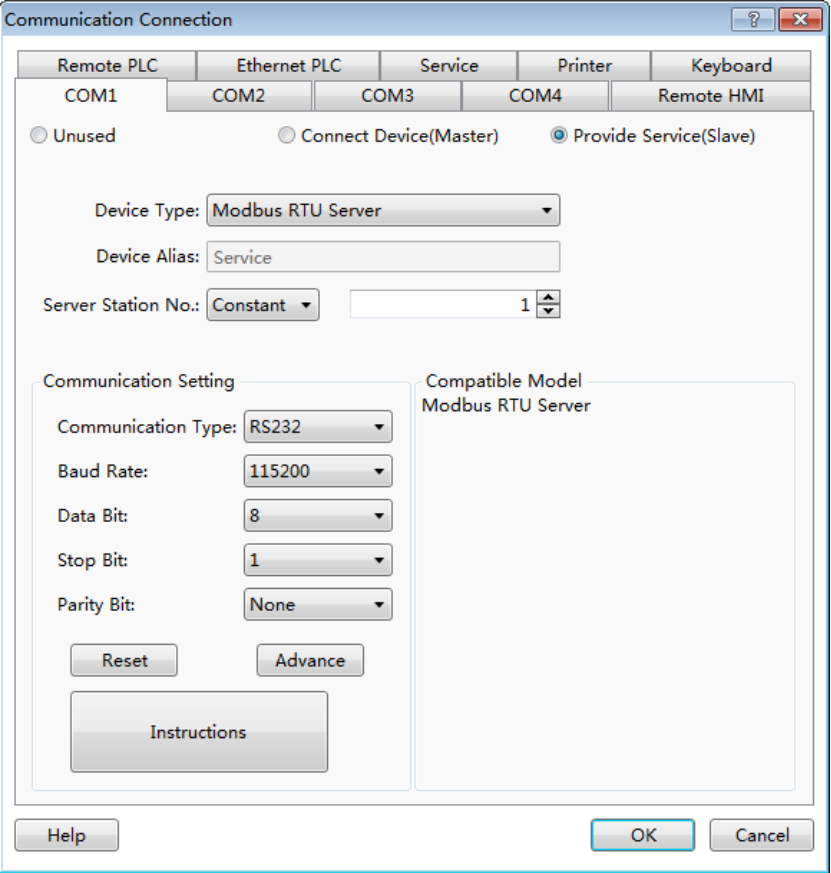 Communication Connection
Remote PLC Ethernet PLC Service Printer Keyboard
COM1 COM2 COM3 COM4 Remote HMI
Unused Connect Device(Master) Provide Service(Slave)
Device Type: Modbus RTU Server
Device Alias: Service
Server Station No.: Constant 1
Communication Setting
Communication Type: RS232
Baud Rate: 115200
Data Bit: 8
Stop Bit: 1
Parity Bit: None
Reset Advance
Instructions
Compatible Model
Modbus RTU Server
Help OK Cancel